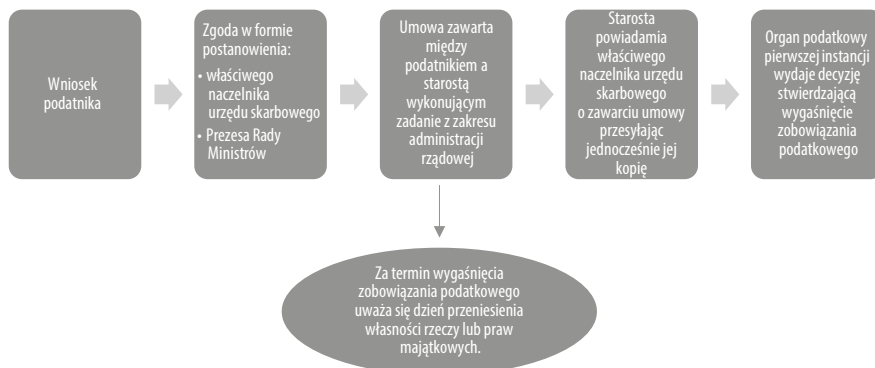 Wniosek
podatnika
Zgoda w formie
postanowienia:
• właściwego
naczelnika
urzędu skarbowego
• Prezesa Rady
Ministrów
Umowa zawarta
między
podatnikiem a
starostą
wykonującym
zadanie z zakresu
administracji
rządowej
Starosta
powiadamia
właściwego
naczelnika urzędu
skarbowego
o zawarciu umowy
przesyłając
jednocześnie jej
kopię
Organ podatkowy
pierwszej instancji
wydaje decyzję
stwierdzającą
wygaśnięcie
zobowiązania
podatkowego
Za termin wygaśnięcia
zobowiązania podatkowego
uważa się dzień przeniesienia
własności rzeczy lub praw
majątkowych.